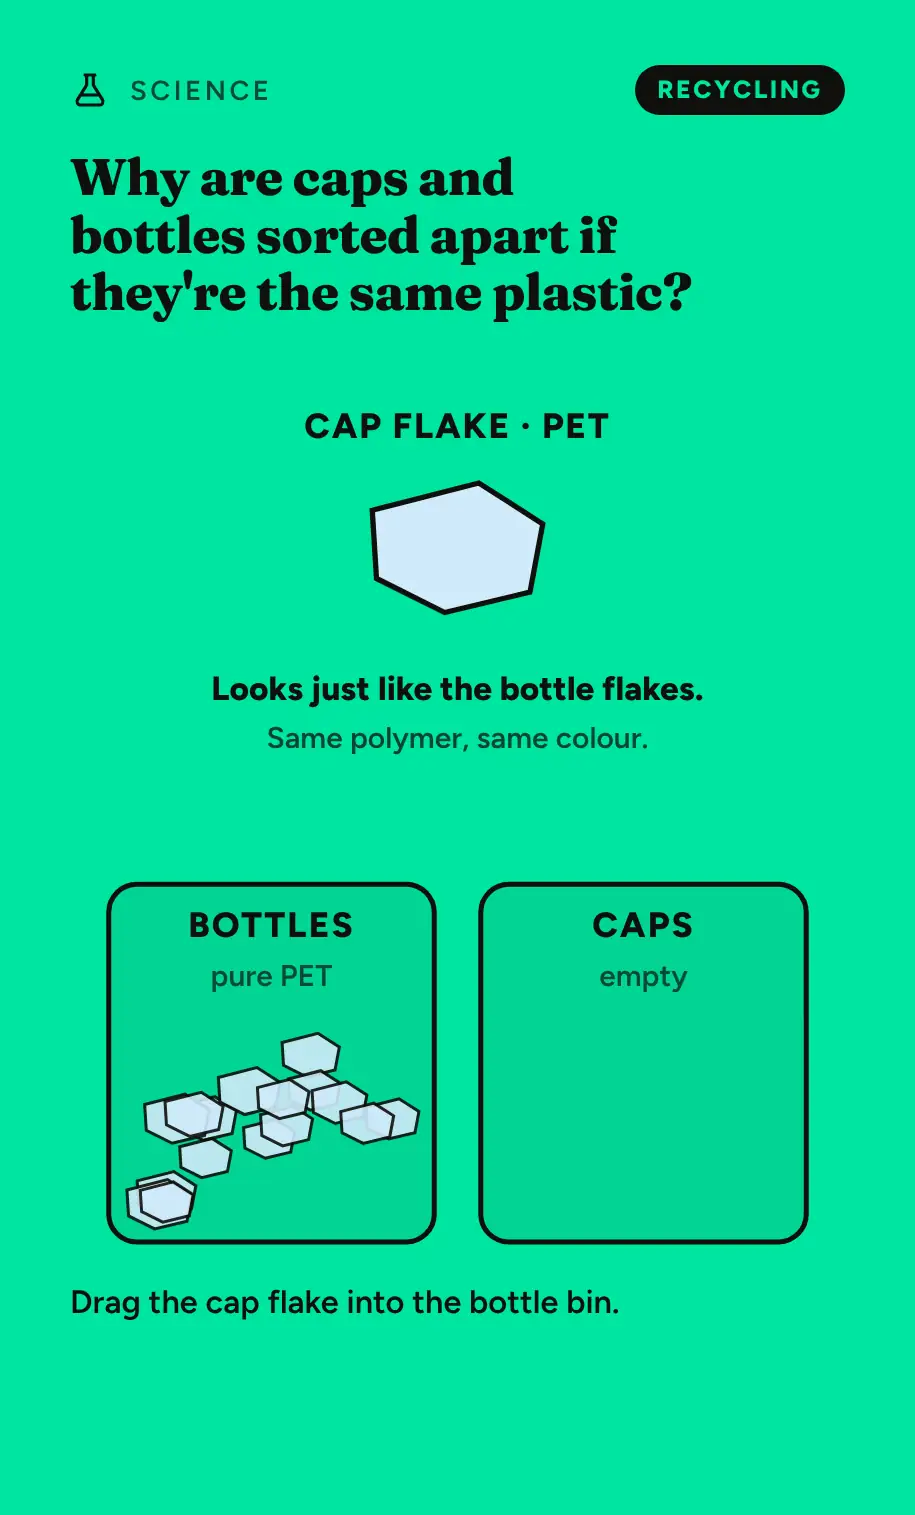 SCIENCE
RECYCLING
Why are caps and
bottles sorted apart if
they're the same plastic?
CAP FLAKE · PET
Looks just like the bottle flakes.
Same polymer, same colour.
BOTTLES
pure PET
CAPS
empty
Drag the cap flake into the bottle bin.